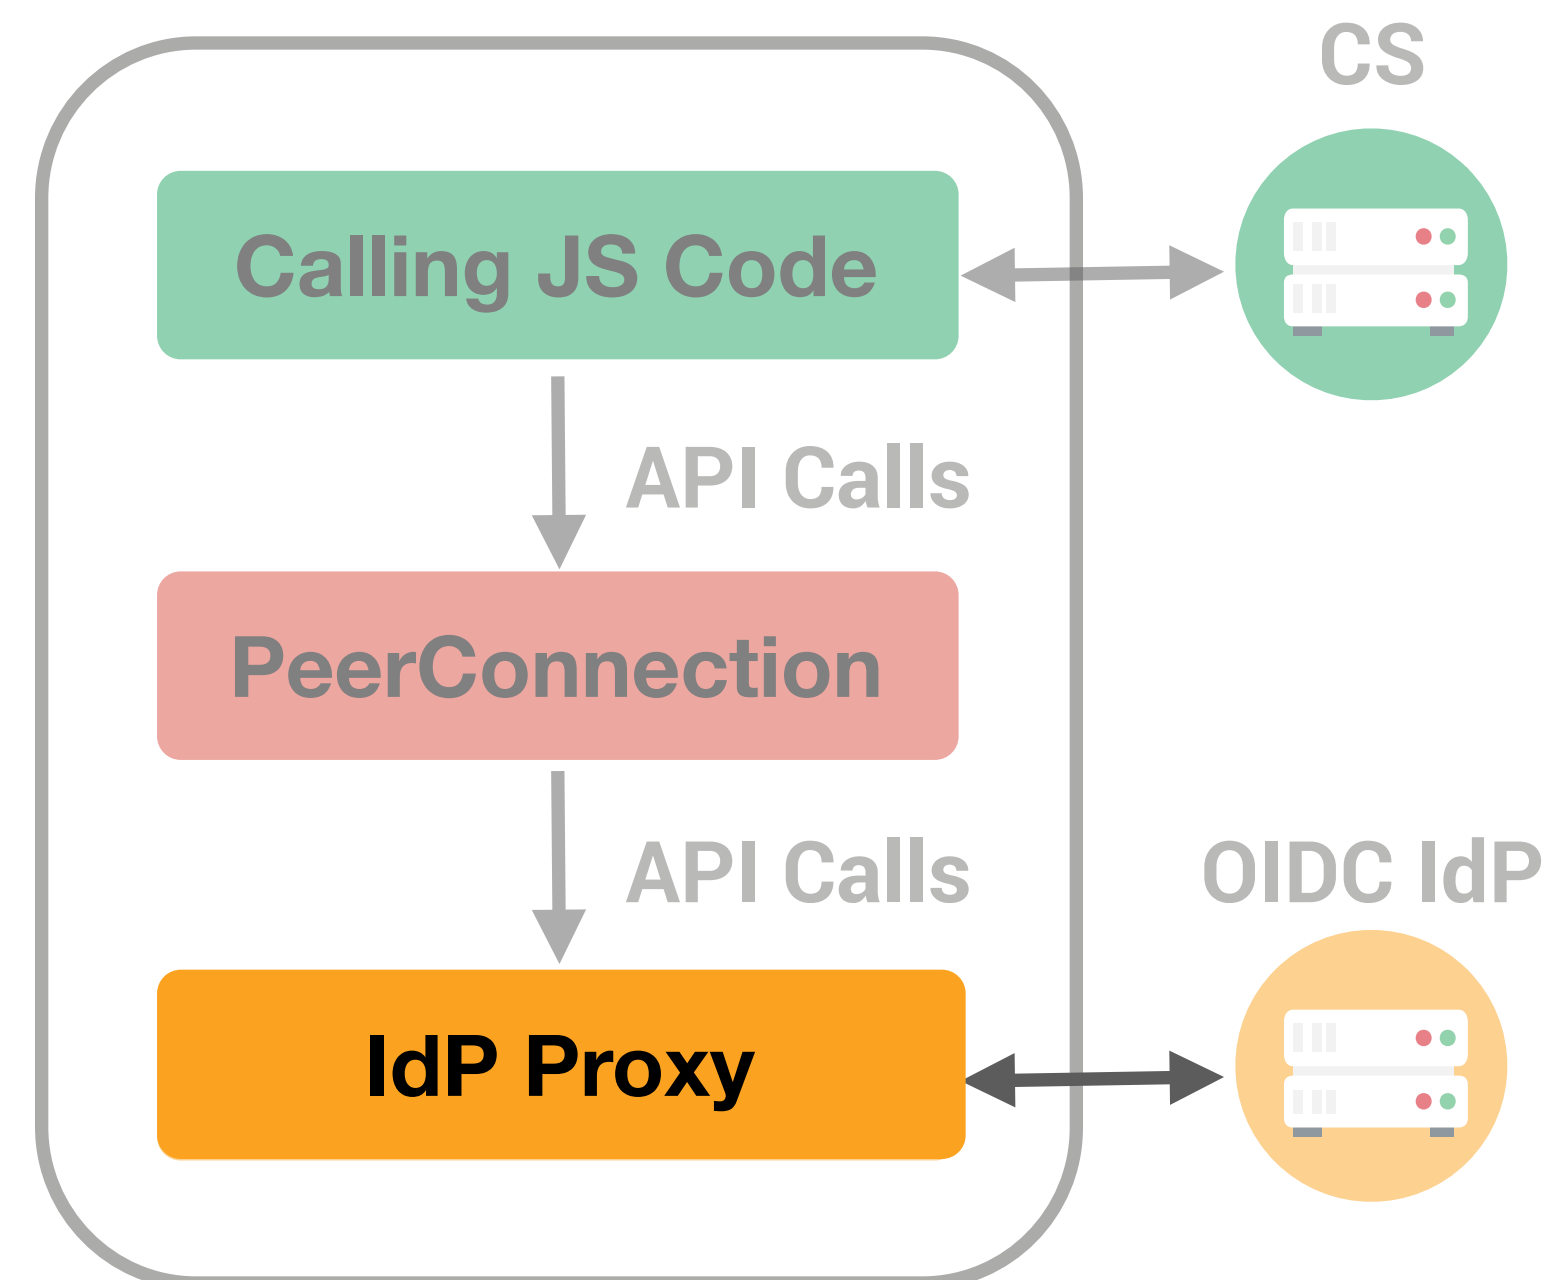 CS
Calling JS Code
API Calls
PeerConnection
API Calls
OIDC IdP
IdP Proxy